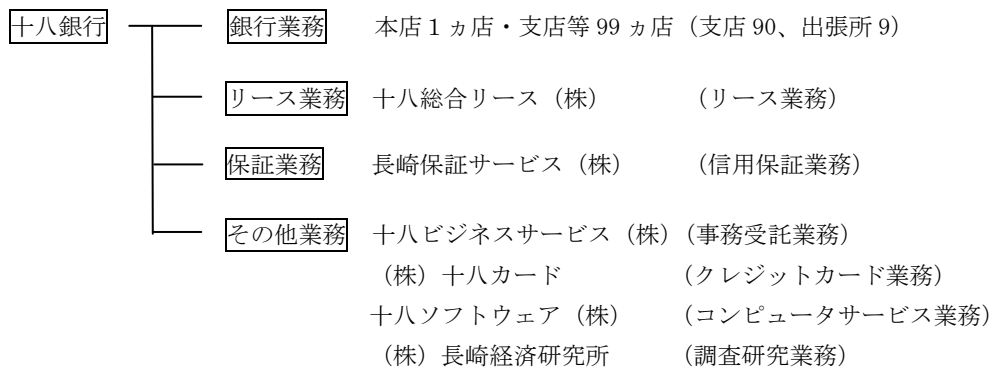 十八銀行 銀行業務 本店１ヵ店・支店等 99 ヵ店（支店 90、出張所 9）
リース業務 十八総合リース（株） （リース業務）
保証業務 長崎保証サービス（株） （信用保証業務）
その他業務 十八ビジネスサービス（株）（事務受託業務）
（株）十八カード （クレジットカード業務）
十八ソフトウェア（株） （コンピュータサービス業務）
（株）長崎経済研究所 （調査研究業務）